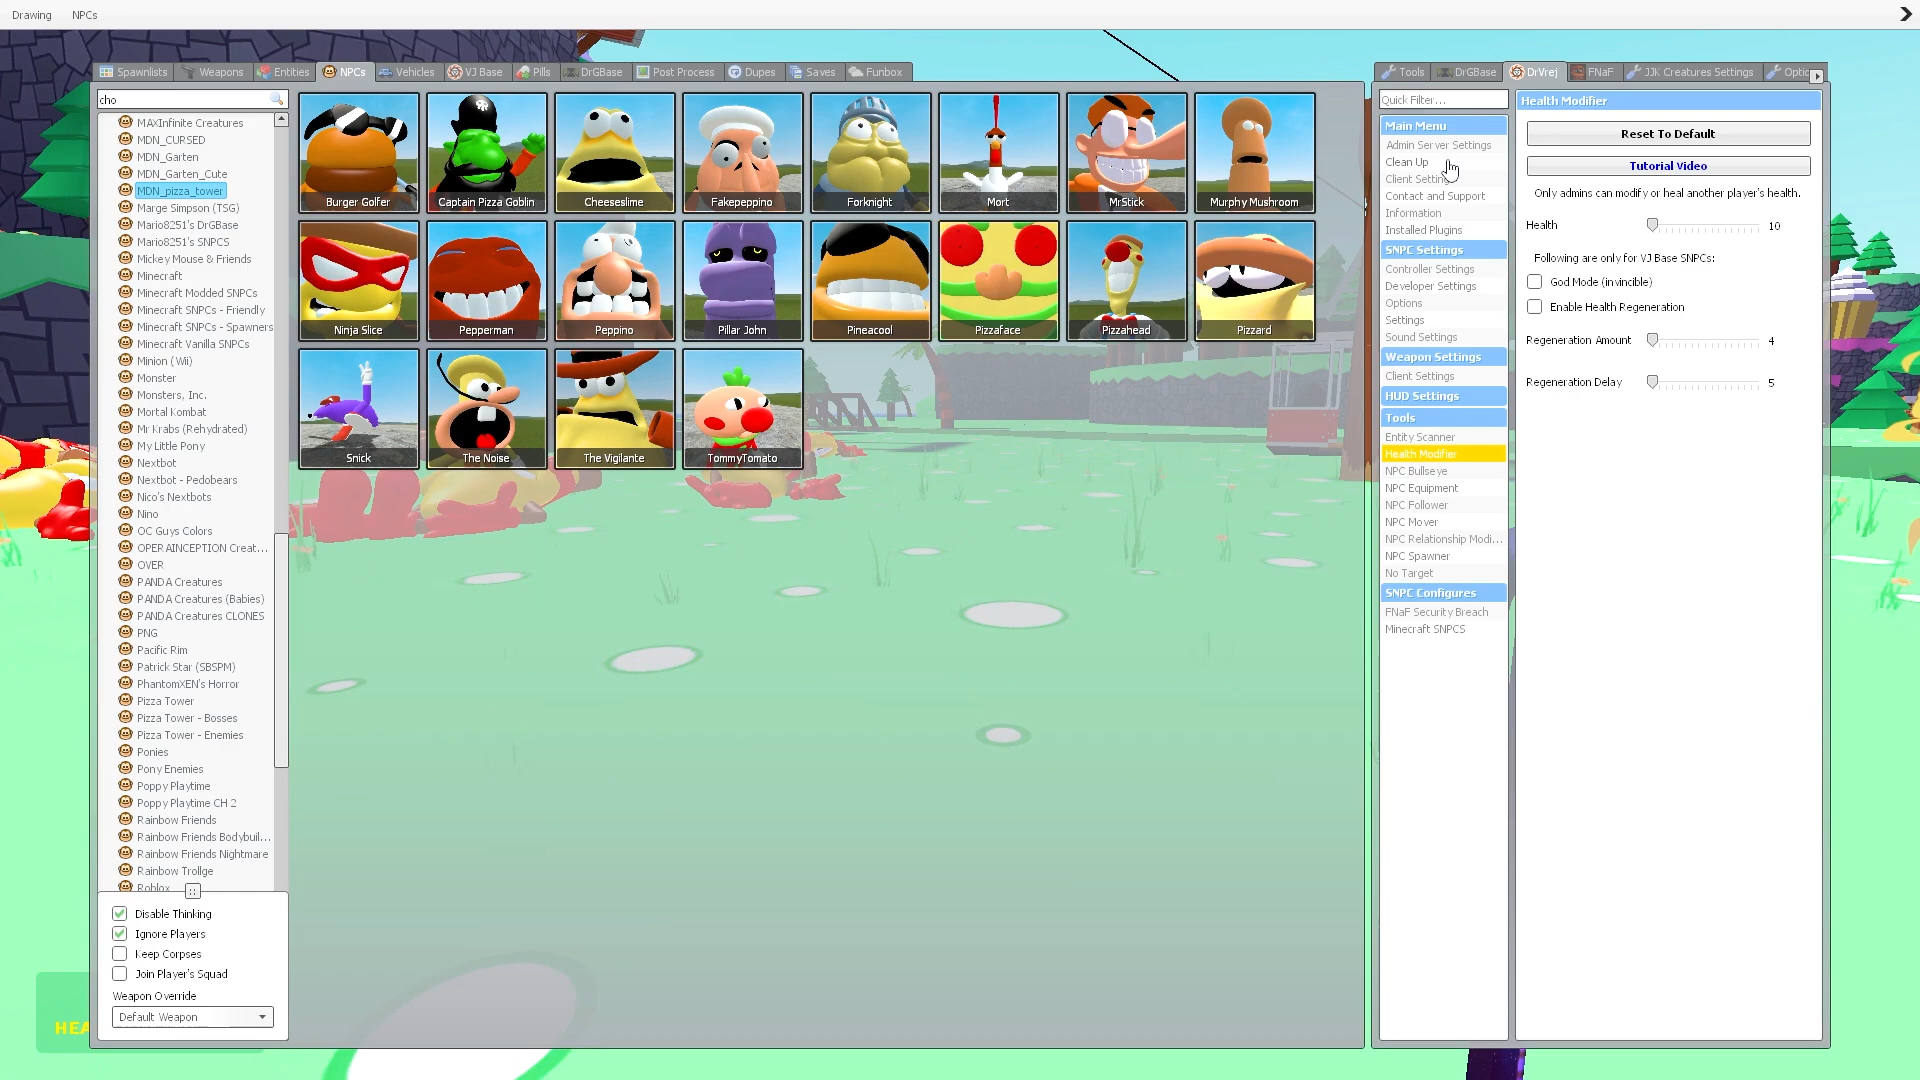 Drawing NPCs
Spawnlists Weapons Entities NPCs Vehicles VJ Base Pills DrGBase Post Process Dupes Saves Funbox
cho
MAXInfinite Creatures
MDN_CURSED
MDN_Garten
MDN_Garten_Cute
MDN_pizza_tower
Marge Simpson (TSG)
Mario8251's DrGBase
Mario8251's SNPCS
Mickey Mouse & Friends
Minecraft
Minecraft Modded SNPCs
Minecraft SNPCs - Friendly
Minecraft SNPCs - Spawners
Minecraft Vanilla SNPCs
Minion (Wii)
Monster
Monsters, Inc.
Mortal Kombat
Mr Krabs (Rehydrated)
My Little Pony
Nextbot
Nextbot - Pedobears
Nico's Nextbots
Nino
OC Guys Colors
OPERAINCEPTION Creat...
OVER
PANDA Creatures
PANDA Creatures (Babies)
PANDA Creatures CLONES
PNG
Pacific Rim
Patrick Star (SBSPM)
PhantomXEN's Horror
Pizza Tower
Pizza Tower - Bosses
Pizza Tower - Enemies
Ponies
Pony Enemies
Poppy Playtime
Poppy Playtime CH 2
Rainbow Friends
Rainbow Friends Bodybuil...
Rainbow Friends Nightmare
Rainbow Trollge
Roblox
Disable Thinking
Ignore Players
Keep Corpses
Join Player's Squad
Weapon Override
Default Weapon
HEA
Burger Golfer Captain Pizza Goblin Cheeseslime Fakepeppino Forknight Mort MrStick Murphy Mushroom
Ninja Slice Pepperman Peppino Pillar John Pineacool Pizzaface Pizzahead Pizzard
Snick The Noise The Vigilante TommyTomato
Tools DrGBase DrVrej FNaF JJK Creatures Settings Optio
Quick Filter...
Main Menu
Admin Server Settings
Clean Up
Client Settings
Contact and Support
Information
Installed Plugins
SNPC Settings
Controller Settings
Developer Settings
Options
Settings
Sound Settings
Weapon Settings
Client Settings
HUD Settings
Tools
Entity Scanner
Health Modifier
NPC Bullseye
NPC Equipment
NPC Follower
NPC Mover
NPC Relationship Modi...
NPC Spawner
No Target
SNPC Configures
FNaF Security Breach
Minecraft SNPCS
Health Modifier
Reset To Default
Tutorial Video
Only admins can modify or heal another player's health.
Health 10
Following are only for VJ Base SNPCs:
God Mode (invincible)
Enable Health Regeneration
Regeneration Amount 4
Regeneration Delay 5